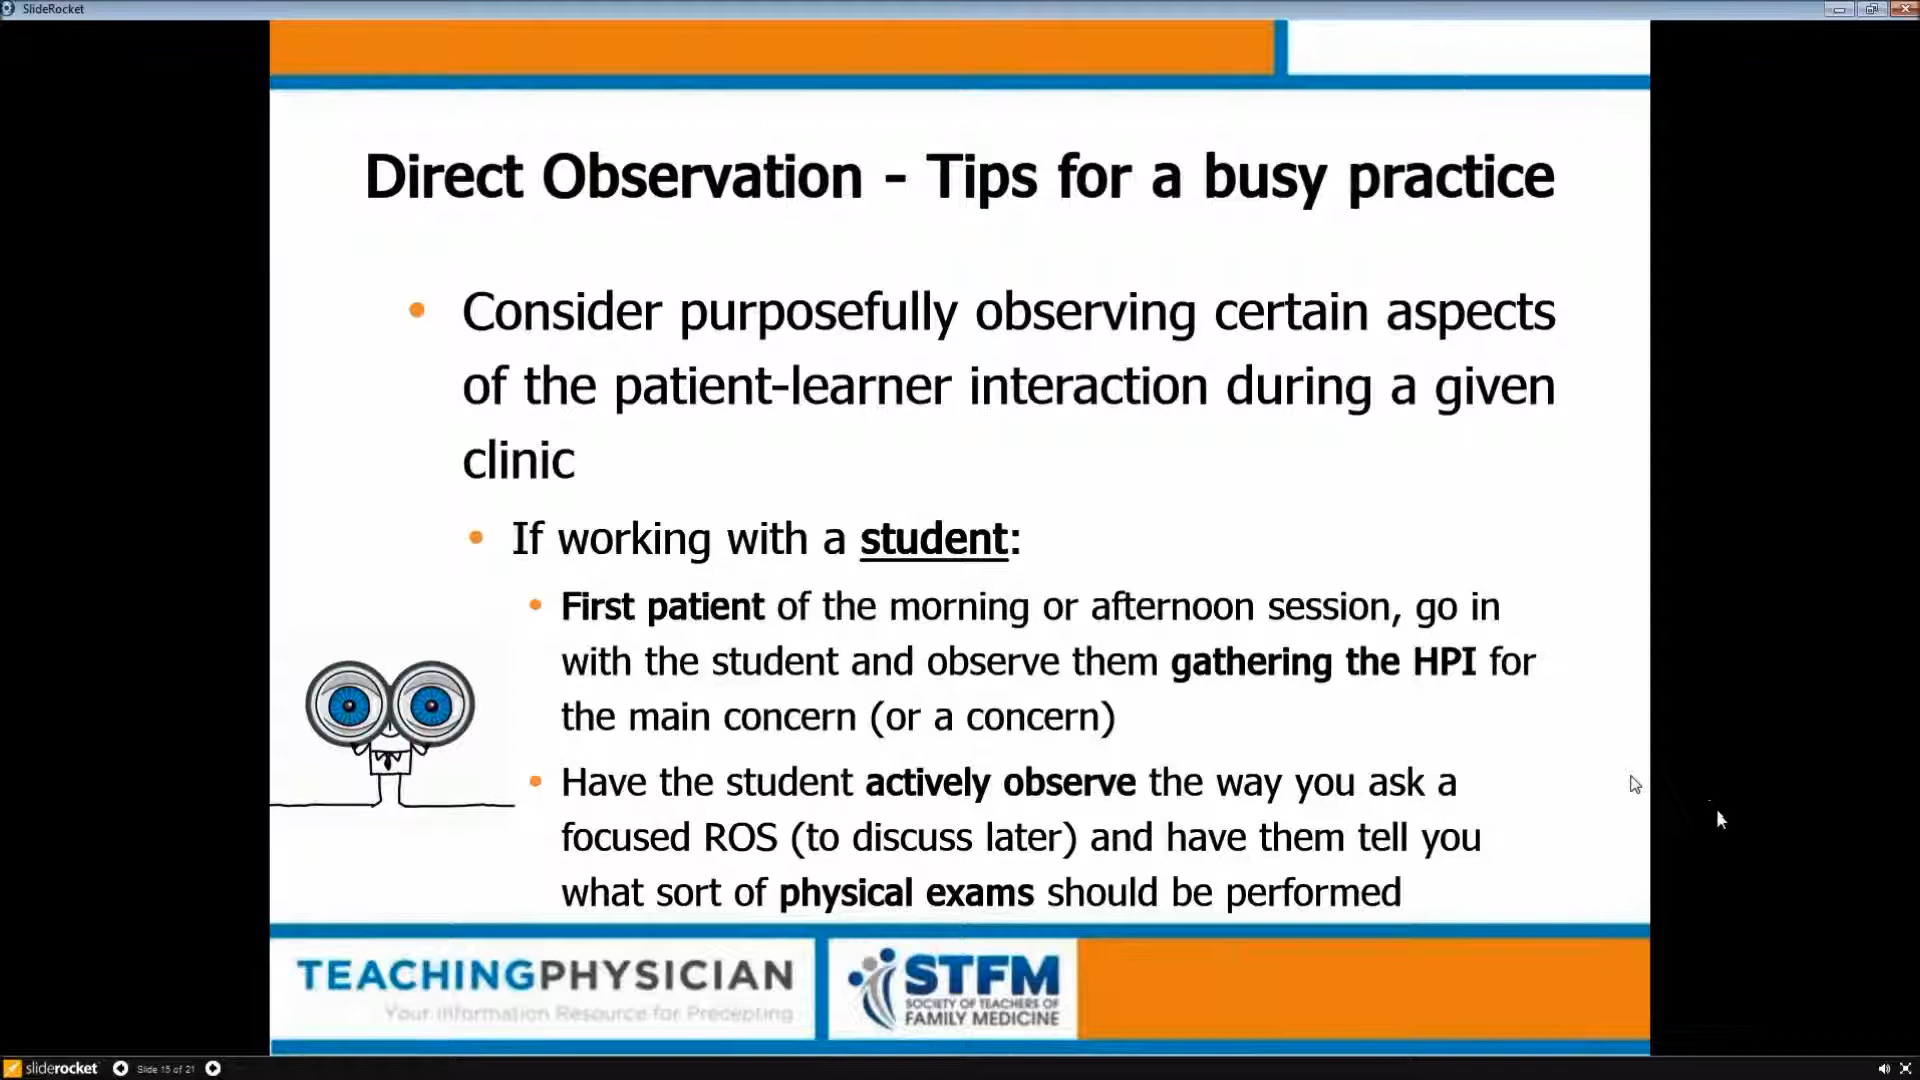 SlideRocket
Direct Observation - Tips for a busy practice
• Consider purposefully observing certain aspects
of the patient-learner interaction during a given
clinic
• If working with a student:
• First patient of the morning or afternoon session, go in
with the student and observe them gathering the HPI for
the main concern (or a concern)
• Have the student actively observe the way you ask a
focused ROS (to discuss later) and have them tell you
what sort of physical exams should be performed
TEACHINGPHYSICIAN
Your Information Resource for Precepting
STFM
SOCIETY OF TEACHERS OF
FAMILY MEDICINE
sliderocket
Slide 15 of 21